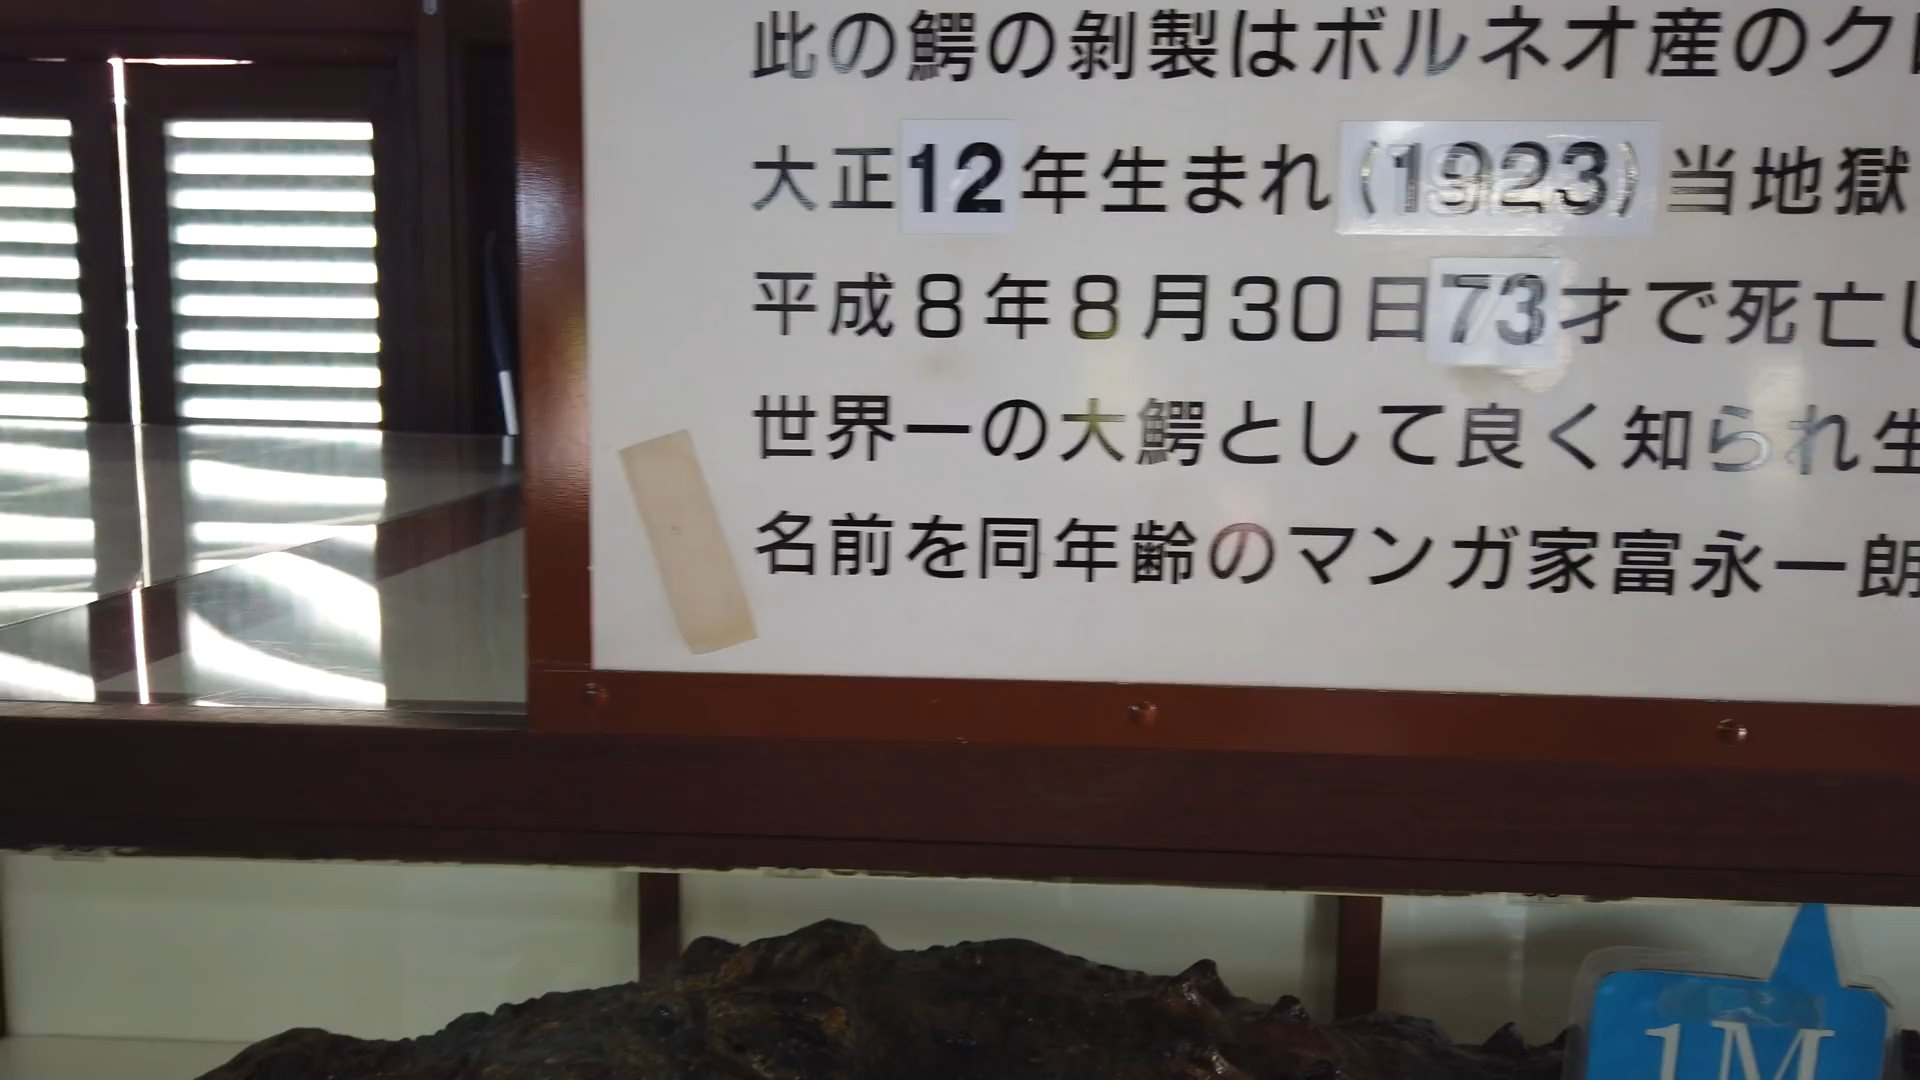 此の鰐の剝製はボルネオ産のク
大正12年生まれ(1923)当地獄
平成8年8月30日73才で死亡し
世界一の大鰐として良く知られ生
名前を同年齢のマンガ家富永一朗
1M